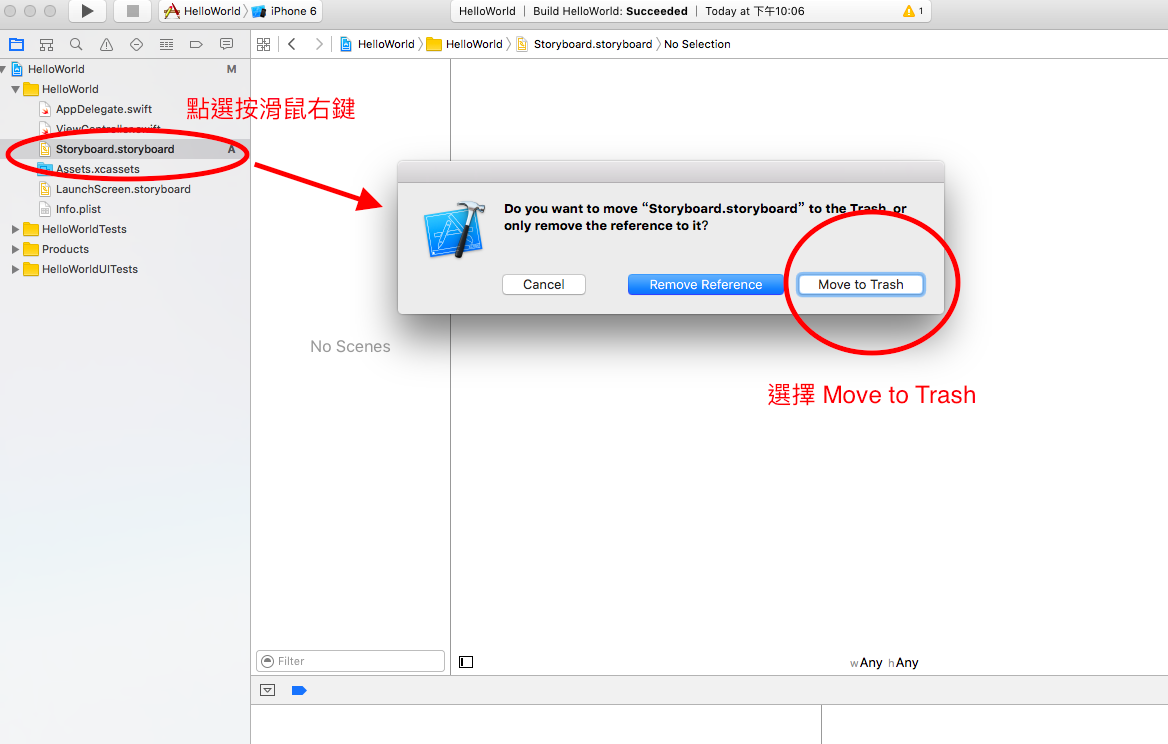 HelloWorld
iPhone 6
HelloWorld | Build HelloWorld: Succeeded | Today at 下午10:06
1
HelloWorld
HelloWorld
Storyboard.storyboard
No Selection
HelloWorld
M
HelloWorld
AppDelegate.swift
ViewController.swift
Storyboard.storyboard
A
Assets.xcassets
LaunchScreen.storyboard
Info.plist
HelloWorldTests
Products
HelloWorldUITests
點選按滑鼠右鍵
Do you want to move “Storyboard.storyboard” to the Trash, or
only remove the reference to it?
Cancel
Remove Reference
Move to Trash
No Scenes
選擇 Move to Trash
Filter
wAny hAny